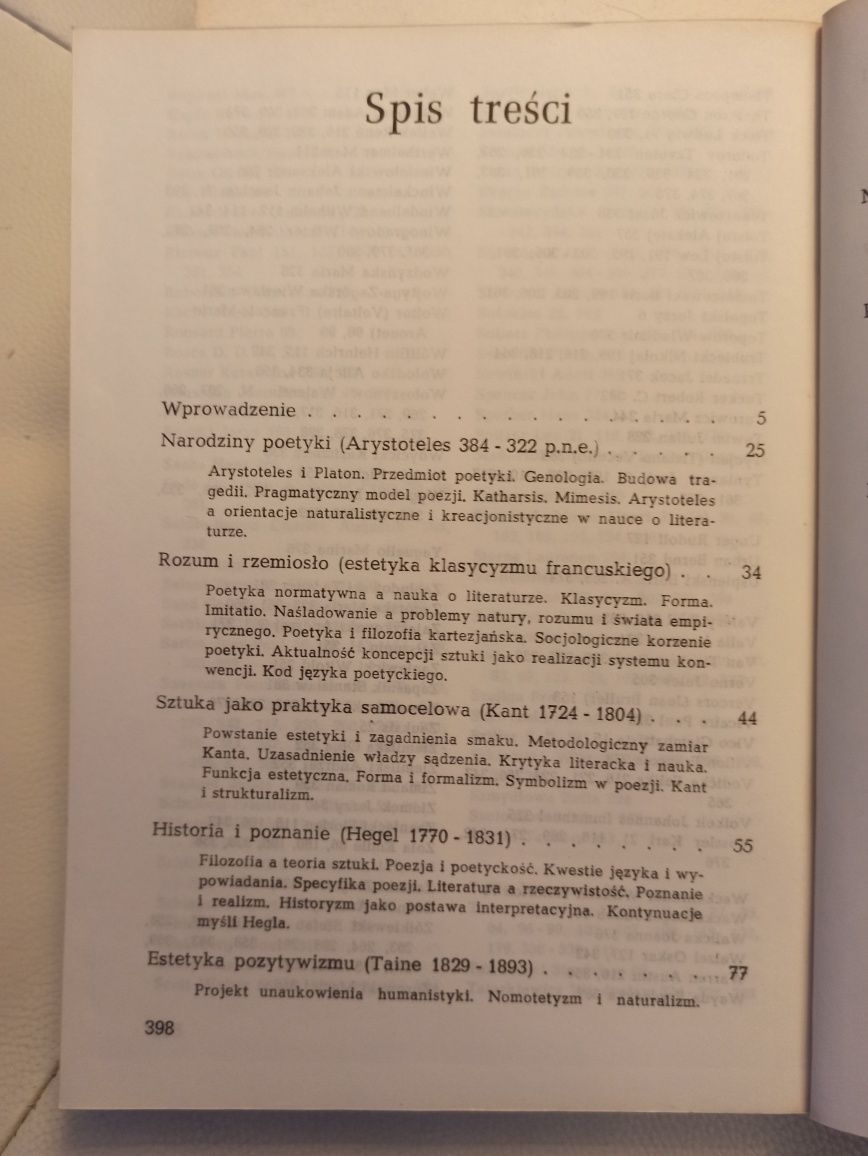 Spis treści
Wprowadzenie . . . . . . . . . . . . . . . . 5
Narodziny poetyki (Arystoteles 384 - 322 p.n.e.) . . . . . 25
Arystoteles i Platon. Przedmiot poetyki. Genologia. Budowa tra-
gedii. Pragmatyczny model poezji. Katharsis. Mimesis. Arystoteles
a orientacje naturalistyczne i kreacjonistyczne w nauce o litera-
turze.
Rozum i rzemiosło (estetyka klasycyzmu francuskiego) . . 34
Poetyka normatywna a nauka o literaturze. Klasycyzm. Forma.
Imitatio. Naśladowanie a problemy natury, rozumu i świata empi-
rycznego. Poetyka i filozofia kartezjańska. Socjologiczne korzenie
poetyki. Aktualność koncepcji sztuki jako realizacji systemu kon-
wencji. Kod języka poetyckiego.
Sztuka jako praktyka samocelowa (Kant 1724 - 1804) . . . 44
Powstanie estetyki i zagadnienia smaku. Metodologiczny zamiar
Kanta. Uzasadnienie władzy sądzenia. Krytyka literacka i nauka.
Funkcja estetyczna. Forma i formalizm. Symbolizm w poezji. Kant
i strukturalizm.
Historia i poznanie (Hegel 1770 - 1831) . . . . . . . . 55
Filozofia a teoria sztuki. Poezja i poetyckość. Kwestie języka i wy-
powiadania. Specyfika poezji. Literatura a rzeczywistość. Poznanie
i realizm. Historyzm jako postawa interpretacyjna. Kontynuacje
myśli Hegla.
Estetyka pozytywizmu (Taine 1829 - 1893) . . . . . . . . 77
Projekt unaukowienia humanistyki. Nomotetyzm i naturalizm.
398